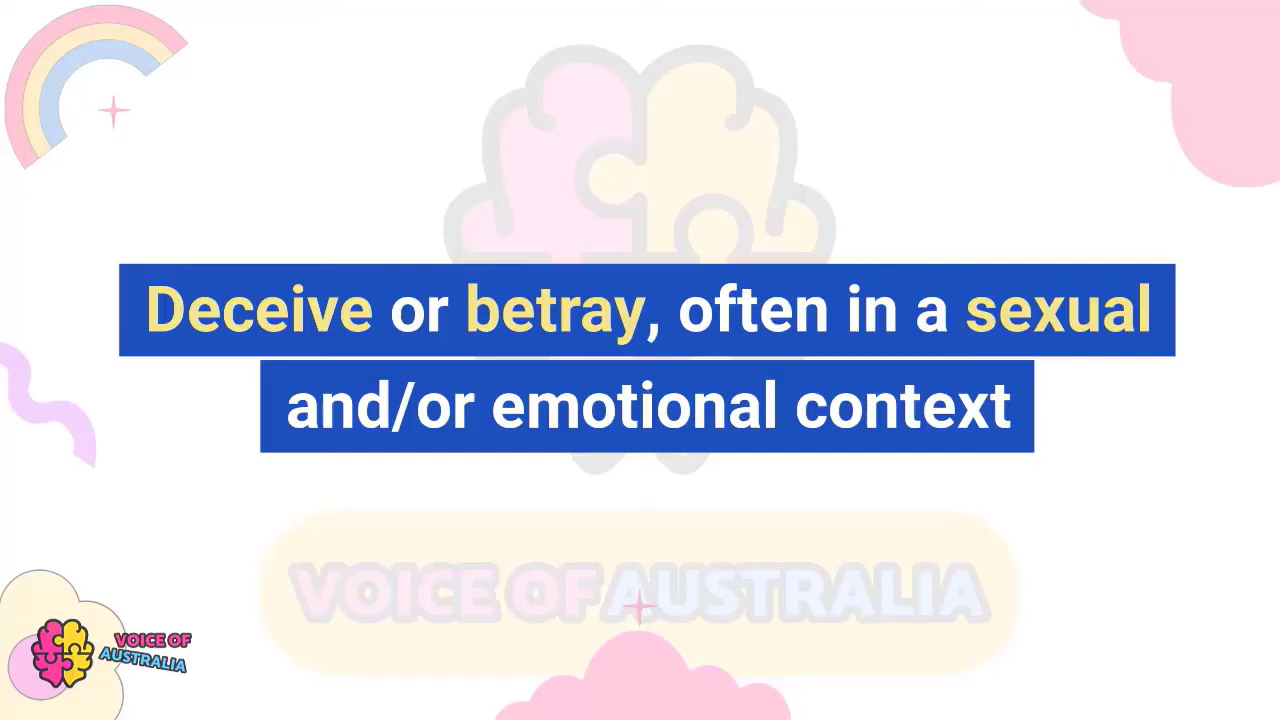 Deceive or betray, often in a sexual
and/or emotional context
VOICE OF AUSTRALIA
VOICE OF
AUSTRALIA